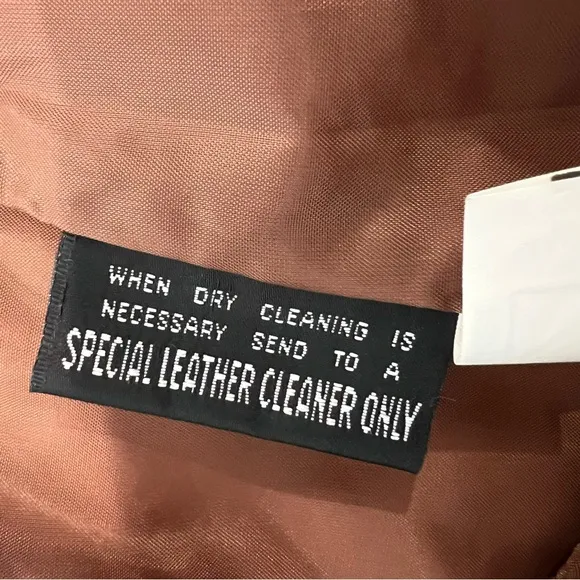 WHEN DRY CLEANING IS
NECESSARY SEND TO A
SPECIAL LEATHER CLEANER ONLY